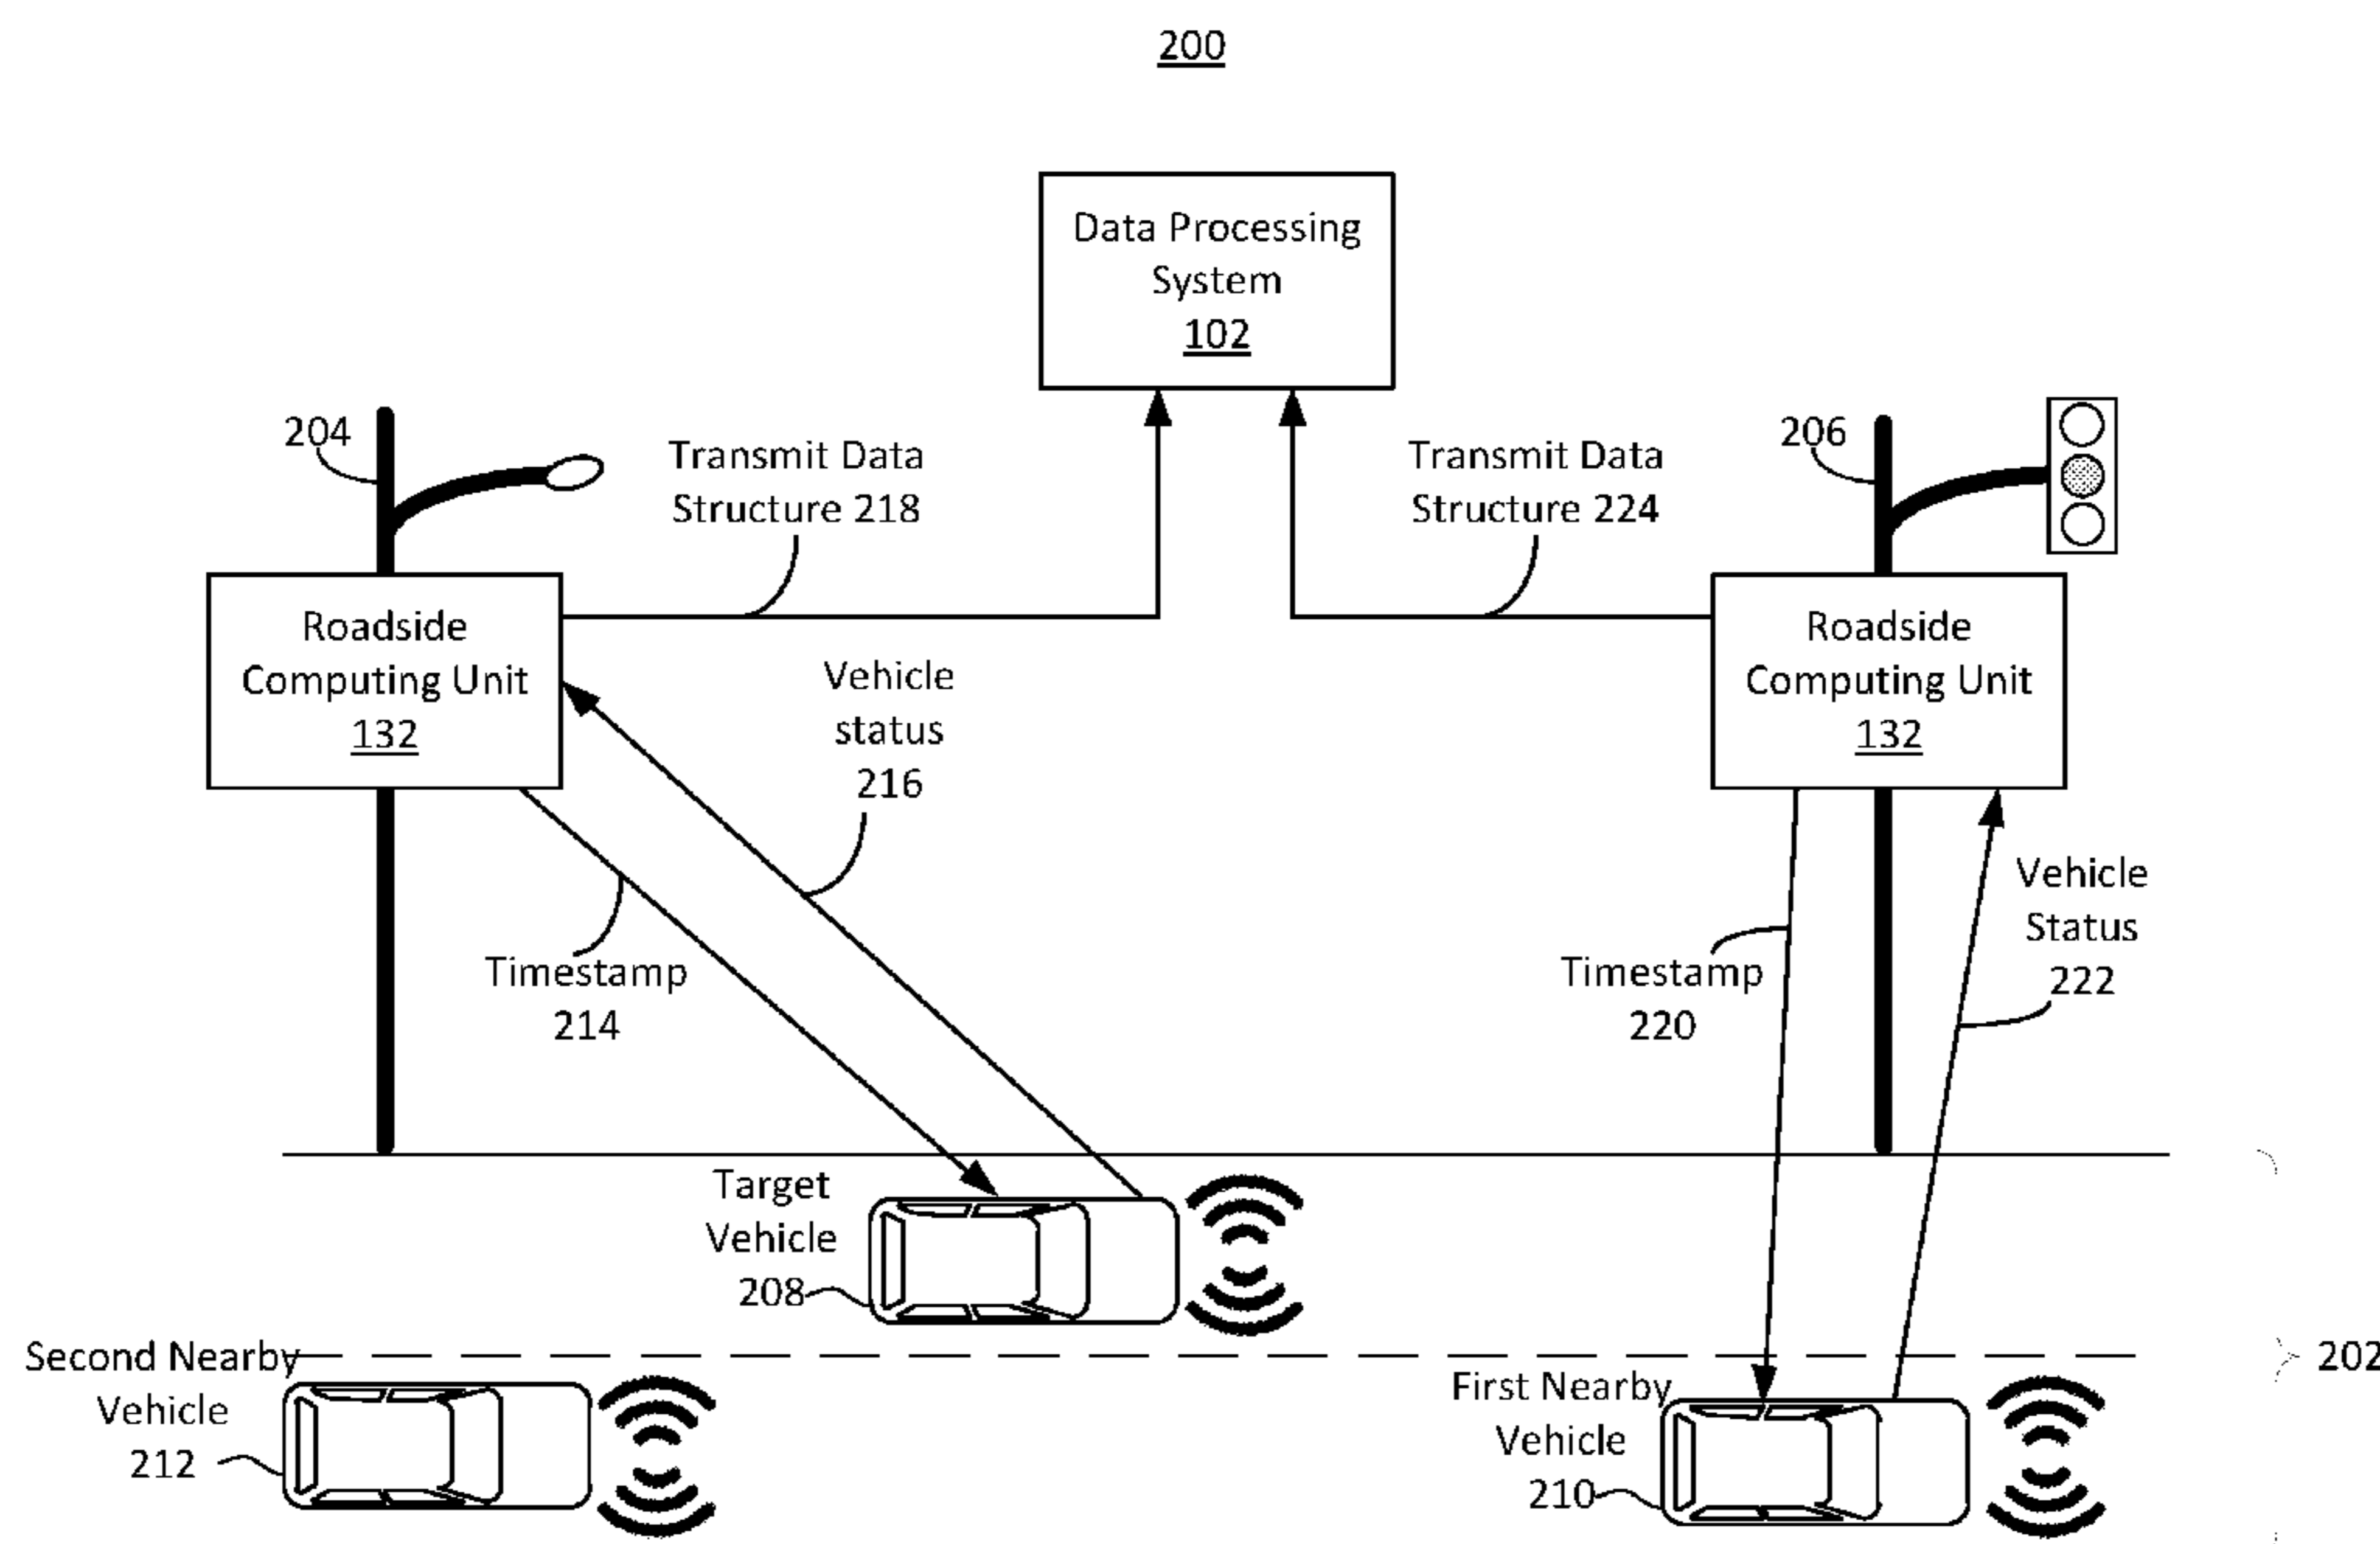 200
Data Processing
System
102
204
Transmit Data
Structure 218
Transmit Data
Structure 224
206
Roadside
Computing Unit
132
Vehicle
status
216
Roadside
Computing Unit
132
Timestamp
214
Timestamp
220
Vehicle
Status
222
Target
Vehicle
208
Second Nearby
Vehicle
212
First Nearby
Vehicle
210
202